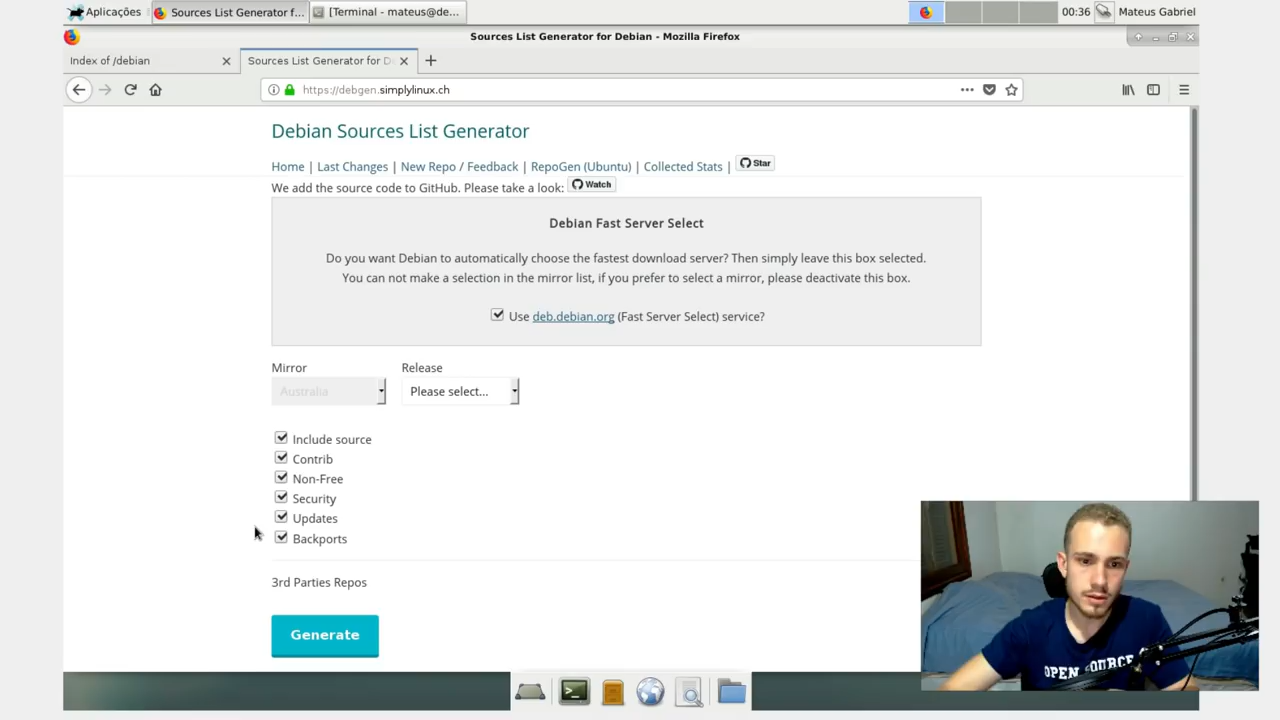 Aplicações
Sources List Generator f...
[Terminal - mateus@de...
00:36
Mateus Gabriel
Sources List Generator for Debian - Mozilla Firefox
Index of /debian
Sources List Generator for D
https://debgen.simplylinux.ch
Debian Sources List Generator
Home | Last Changes | New Repo / Feedback | RepoGen (Ubuntu) | Collected Stats | Star
We add the source code to GitHub. Please take a look: Watch
Debian Fast Server Select
Do you want Debian to automatically choose the fastest download server? Then simply leave this box selected.
You can not make a selection in the mirror list, if you prefer to select a mirror, please deactivate this box.
Use deb.debian.org (Fast Server Select) service?
Mirror
Release
Australia
Please select...
Include source
Contrib
Non-Free
Security
Updates
Backports
3rd Parties Repos
Generate
OPEN SOURCE